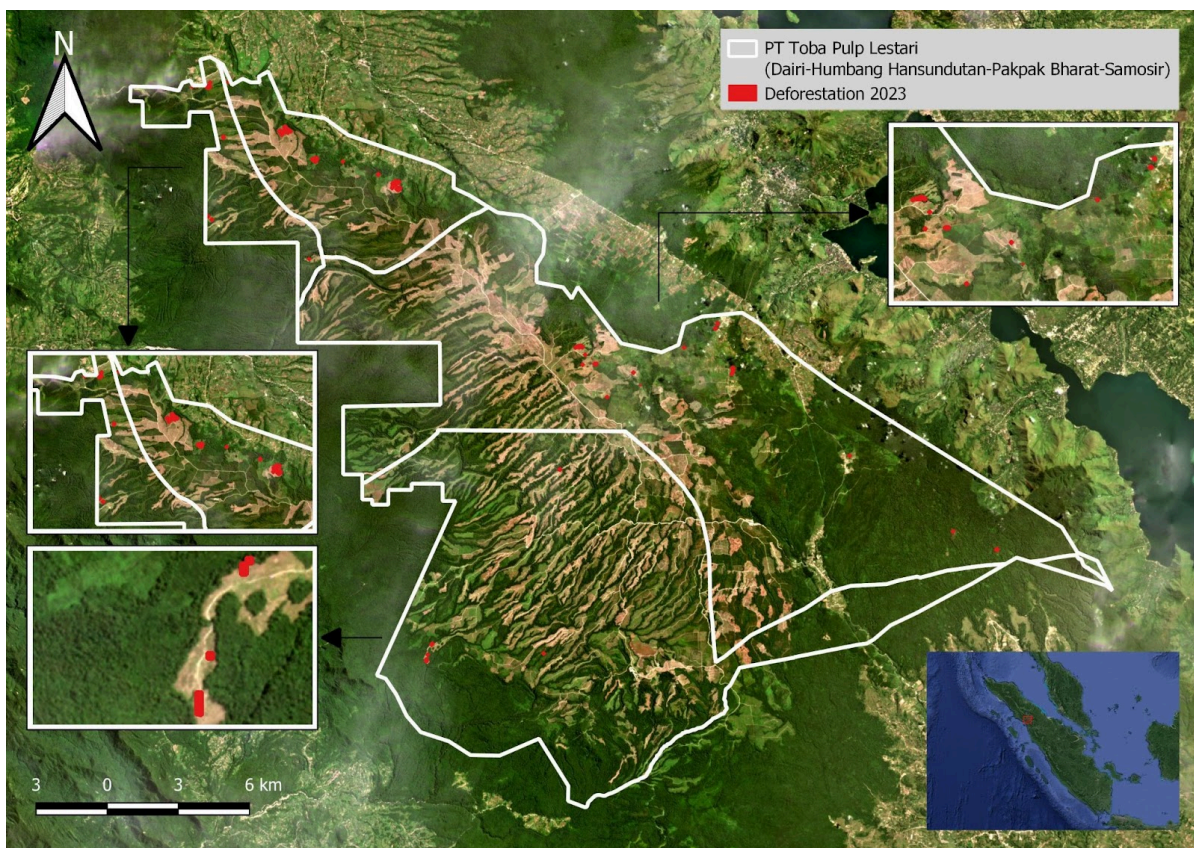 N
PT Toba Pulp Lestari
(Dairi-Humbang Hansundutan-Pakpak Bharat-Samosir)
Deforestation 2023
3 0 3 6 km